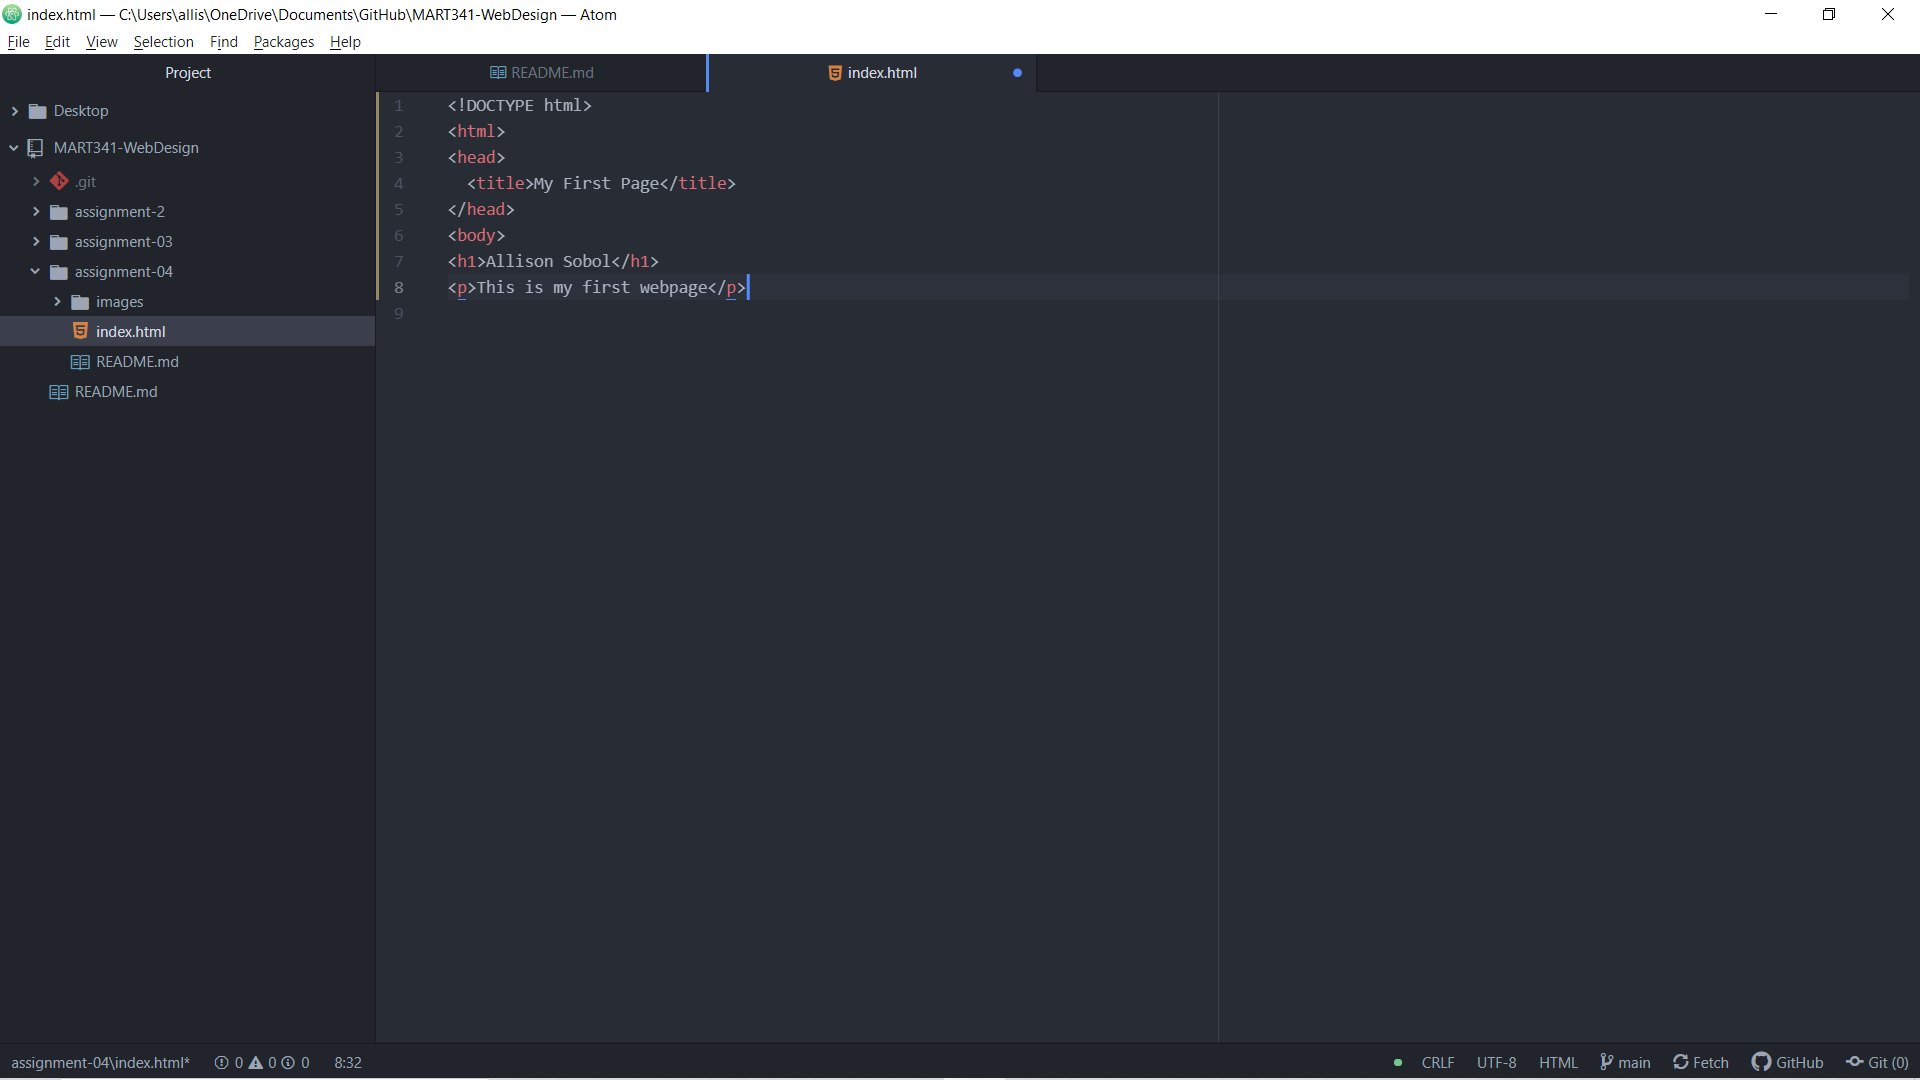 index.html — C:\Users\allis\OneDrive\Documents\GitHub\MART341-WebDesign — Atom
File Edit View Selection Find Packages Help
Project
README.md
index.html
Desktop
MART341-WebDesign
.git
assignment-2
assignment-03
assignment-04
images
index.html
README.md
README.md
1 <!DOCTYPE html>
2 <html>
3 <head>
4 <title>My First Page</title>
5 </head>
6 <body>
7 <h1>Allison Sobol</h1>
8 <p>This is my first webpage</p>
9
assignment-04\index.html* 0 0 0 8:32 CRLF UTF-8 HTML main Fetch GitHub Git (0)